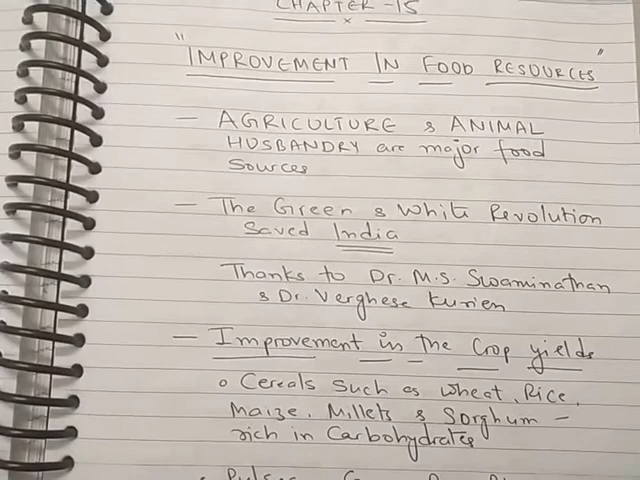 CHAPTER -15
x
"IMPROVEMENT IN FOOD RESOURCES"
- AGRICULTURE & ANIMAL
HUSBANDRY are major food
Sources
- The Green & White Revolution
Saved India
Thanks to Dr. M.S. Swaminathan
& Dr. Verghese Kurien
- Improvement in the Crop yields
o Cereals such as wheat, Rice,
Maize, Millets & Sorghum -
rich in Carbohydrates